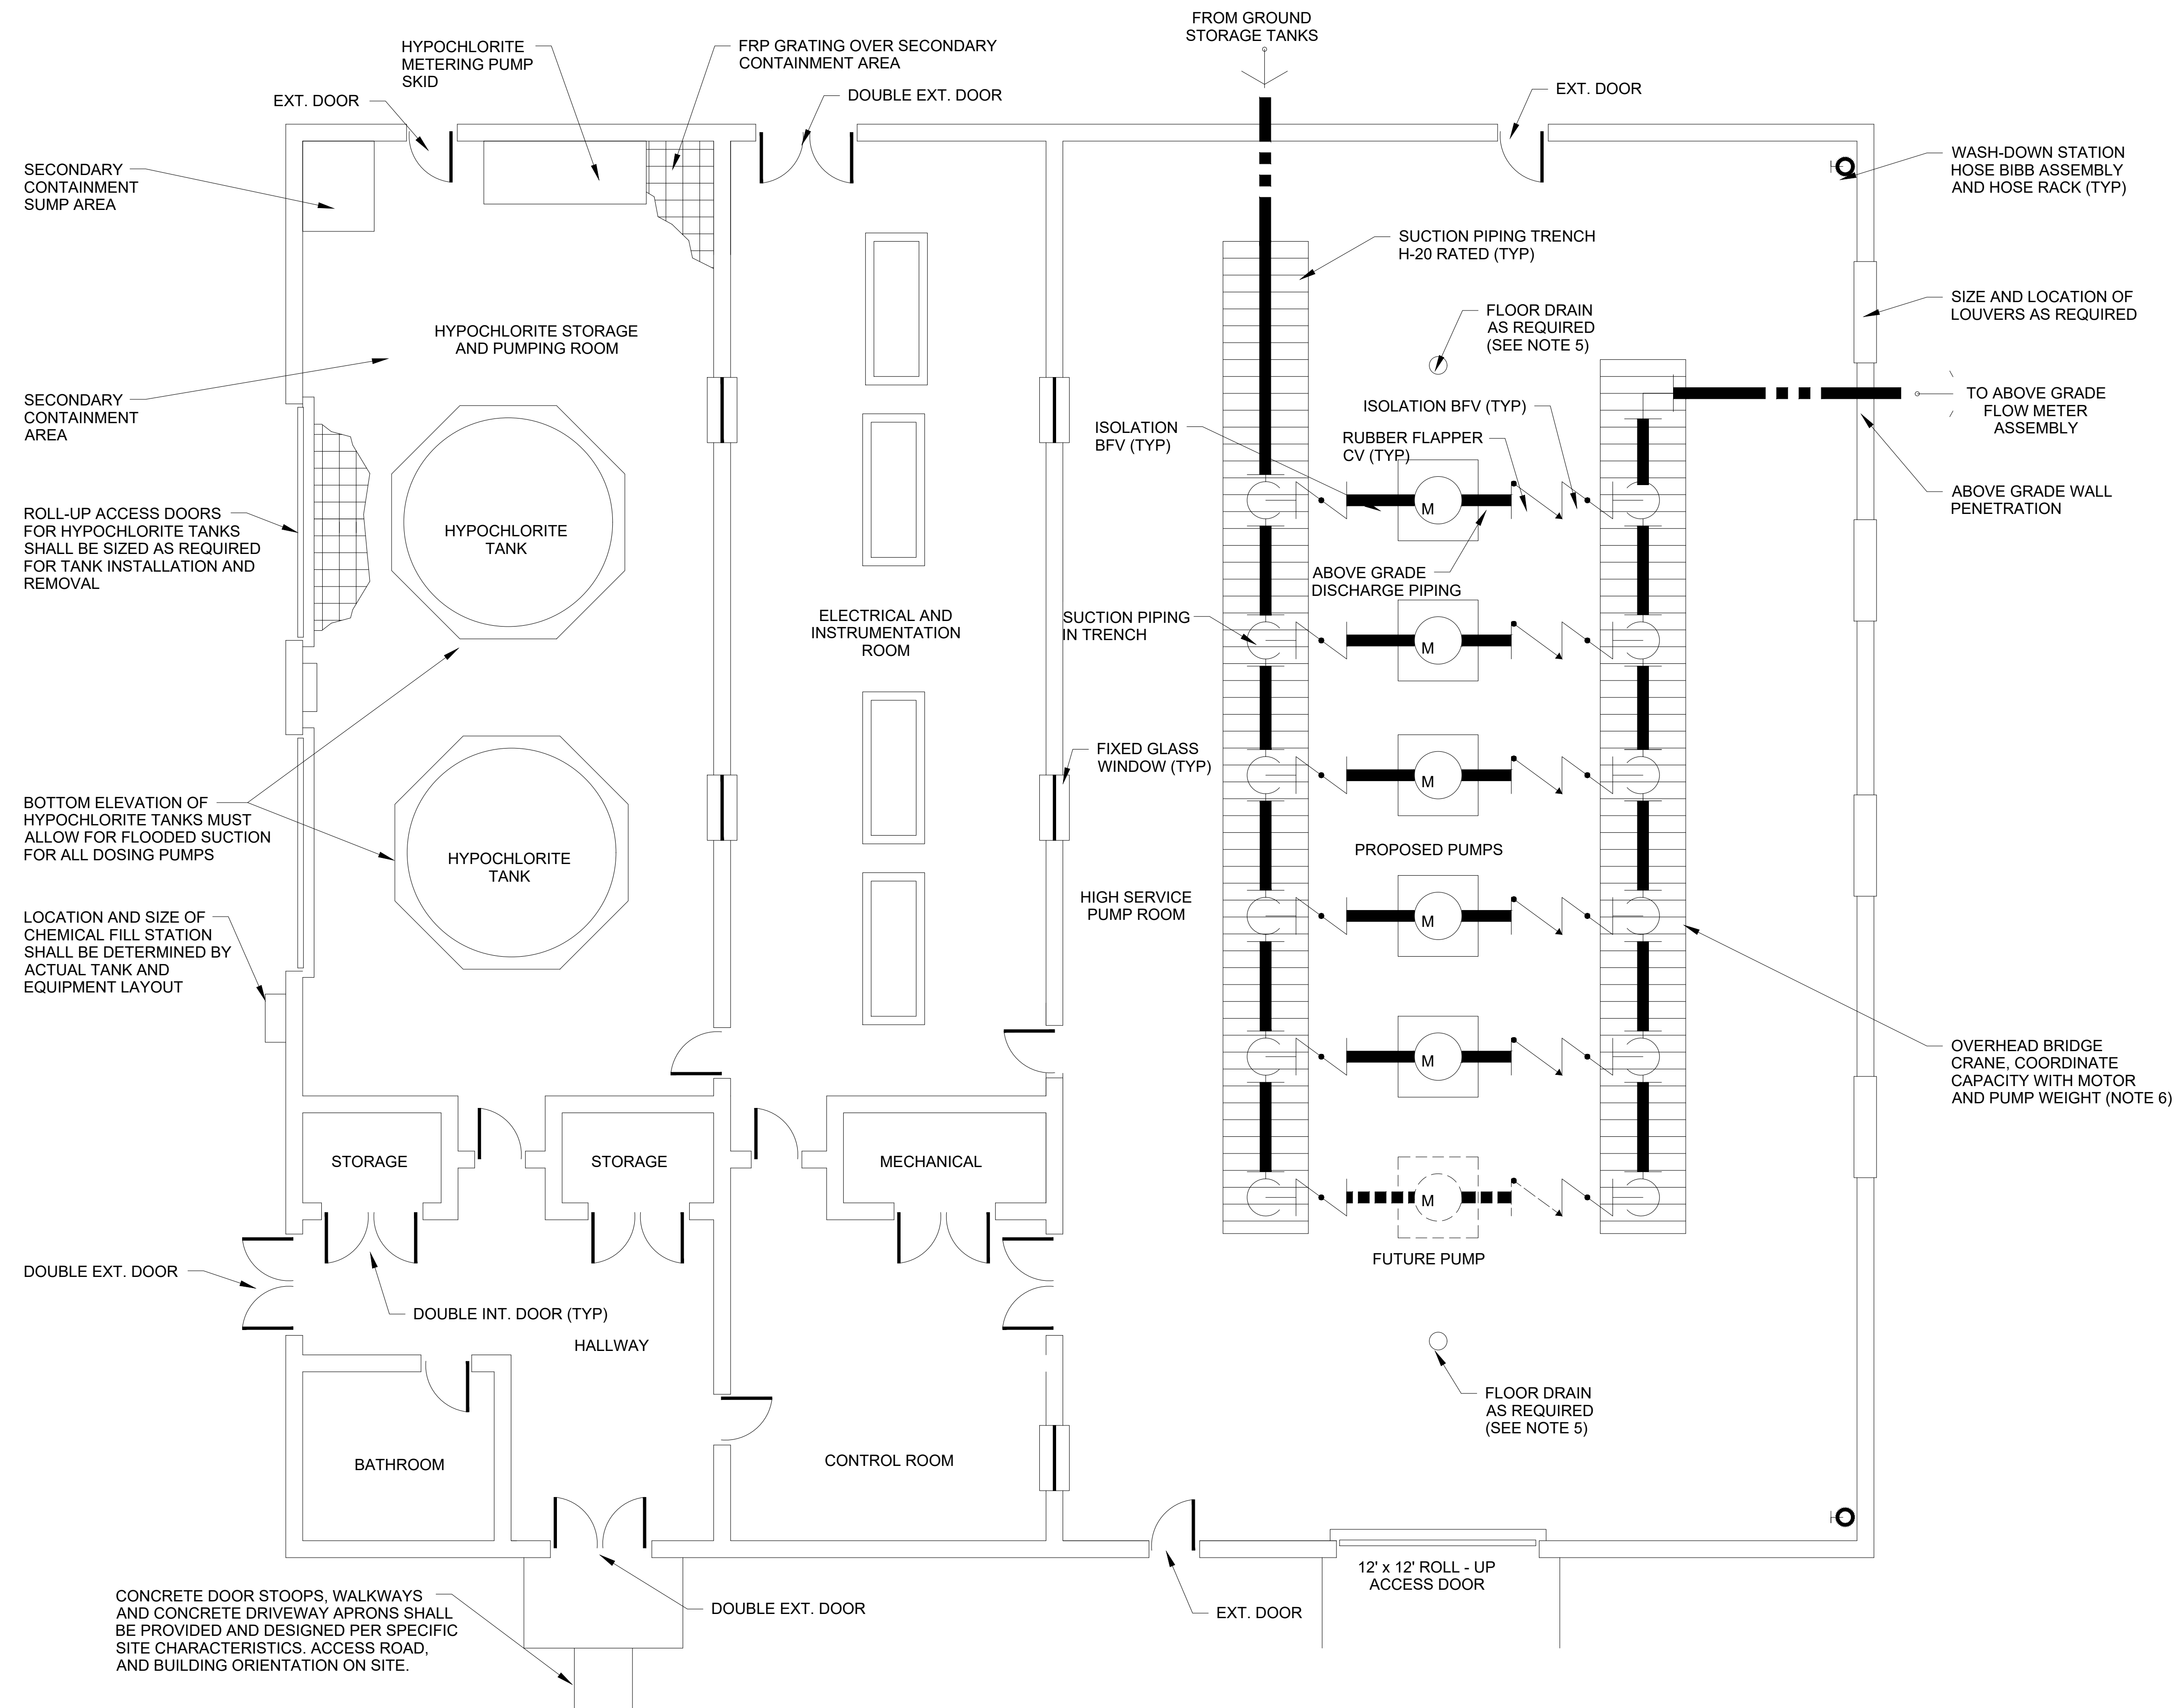 FROM GROUND
STORAGE TANKS
HYPOCHLORITE
METERING PUMP
SKID
FRP GRATING OVER SECONDARY
CONTAINMENT AREA
EXT. DOOR
DOUBLE EXT. DOOR
EXT. DOOR
SECONDARY
CONTAINMENT
SUMP AREA
WASH-DOWN STATION
HOSE BIBB ASSEMBLY
AND HOSE RACK (TYP)
SUCTION PIPING TRENCH
H-20 RATED (TYP)
SIZE AND LOCATION OF
LOUVERS AS REQUIRED
FLOOR DRAIN
AS REQUIRED
(SEE NOTE 5)
HYPOCHLORITE STORAGE
AND PUMPING ROOM
SECONDARY
CONTAINMENT
AREA
TO ABOVE GRADE
FLOW METER
ASSEMBLY
ISOLATION BFV (TYP)
ISOLATION
BFV (TYP)
RUBBER FLAPPER
CV (TYP)
ABOVE GRADE WALL
PENETRATION
M
ROLL-UP ACCESS DOORS
FOR HYPOCHLORITE TANKS
SHALL BE SIZED AS REQUIRED
FOR TANK INSTALLATION AND
REMOVAL
HYPOCHLORITE
TANK
ABOVE GRADE
DISCHARGE PIPING
ELECTRICAL AND
INSTRUMENTATION
ROOM
SUCTION PIPING
IN TRENCH
M
FIXED GLASS
WINDOW (TYP)
M
BOTTOM ELEVATION OF
HYPOCHLORITE TANKS MUST
ALLOW FOR FLOODED SUCTION
FOR ALL DOSING PUMPS
HYPOCHLORITE
TANK
PROPOSED PUMPS
HIGH SERVICE
PUMP ROOM
M
LOCATION AND SIZE OF
CHEMICAL FILL STATION
SHALL BE DETERMINED BY
ACTUAL TANK AND
EQUIPMENT LAYOUT
M
OVERHEAD BRIDGE
CRANE, COORDINATE
CAPACITY WITH MOTOR
AND PUMP WEIGHT (NOTE 6)
STORAGE
STORAGE
MECHANICAL
M
FUTURE PUMP
DOUBLE EXT. DOOR
DOUBLE INT. DOOR (TYP)
HALLWAY
FLOOR DRAIN
AS REQUIRED
(SEE NOTE 5)
BATHROOM
CONTROL ROOM
12' x 12' ROLL - UP
ACCESS DOOR
CONCRETE DOOR STOOPS, WALKWAYS
AND CONCRETE DRIVEWAY APRONS SHALL
BE PROVIDED AND DESIGNED PER SPECIFIC
SITE CHARACTERISTICS. ACCESS ROAD,
AND BUILDING ORIENTATION ON SITE.
DOUBLE EXT. DOOR
EXT. DOOR